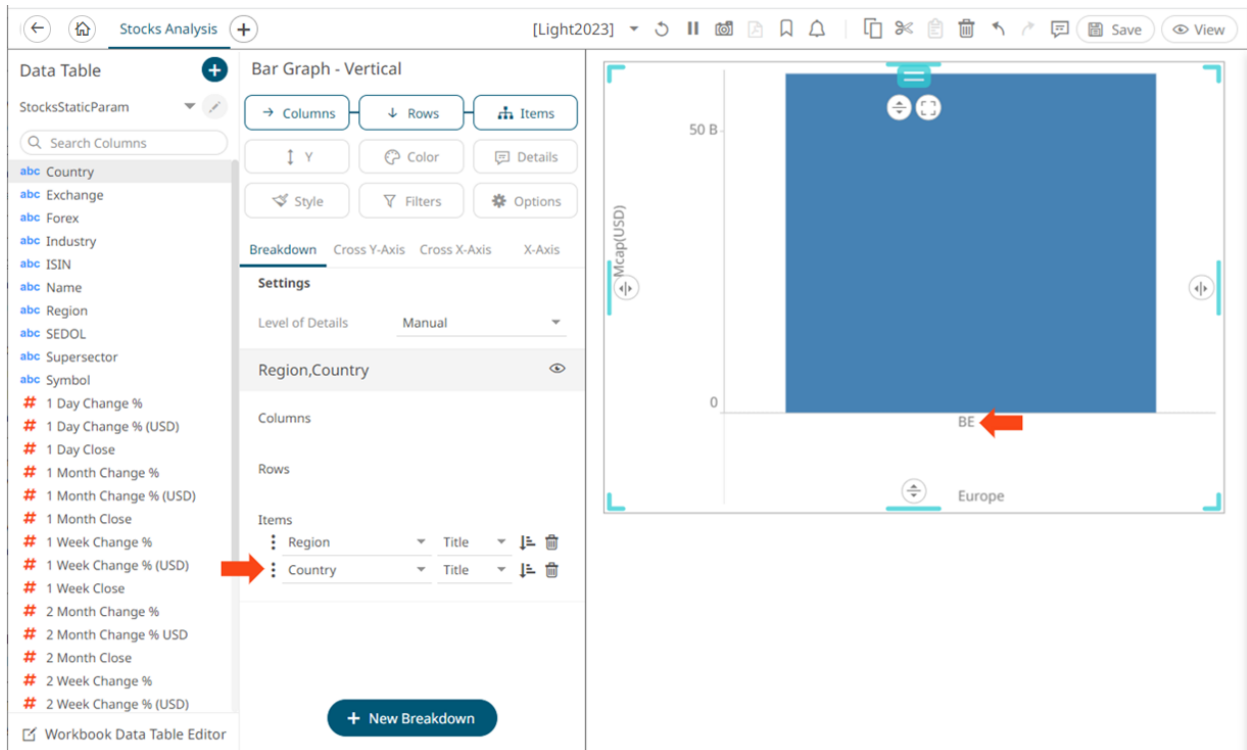 Stocks Analysis
[Light2023]
Save
View
Data Table
StocksStaticParam
Search Columns
abc Country
abc Exchange
abc Forex
abc Industry
abc ISIN
abc Name
abc Region
abc SEDOL
abc Supersector
abc Symbol
# 1 Day Change %
# 1 Day Change % (USD)
# 1 Day Close
# 1 Month Change %
# 1 Month Change % (USD)
# 1 Month Close
# 1 Week Change %
# 1 Week Change % (USD)
# 1 Week Close
# 2 Month Change %
# 2 Month Change % USD
# 2 Month Close
# 2 Week Change %
# 2 Week Change % (USD)
Workbook Data Table Editor
Bar Graph - Vertical
Columns
Rows
Items
Y
Color
Details
Style
Filters
Options
Breakdown
Cross Y-Axis
Cross X-Axis
X-Axis
Settings
Level of Details
Manual
Region,Country
Columns
Rows
Items
Region
Title
Country
Title
New Breakdown
50 B
Mcap(USD)
0
BE
Europe